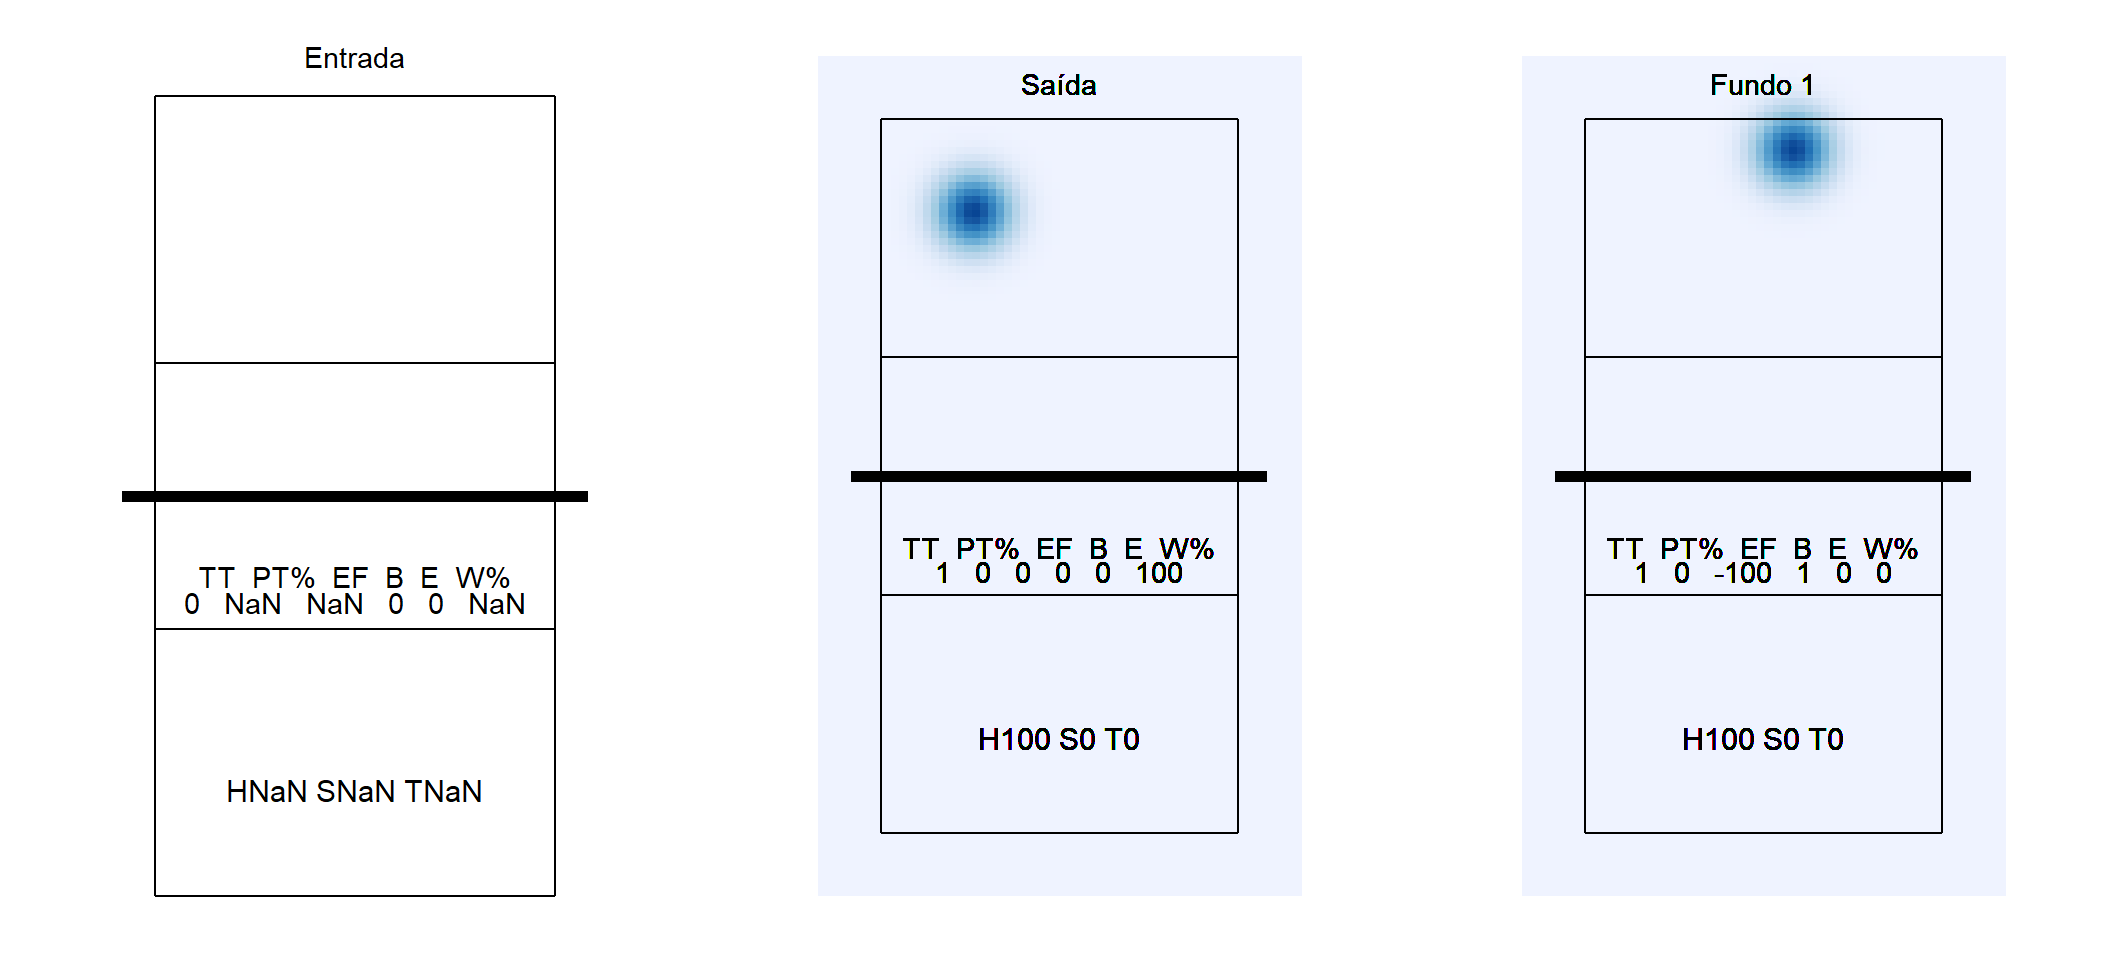 Entrada
TT PT% EF B E W%
0 NaN NaN 0 0 NaN
HNaN SNaN TNaN
Saída
TT PT% EF B E W%
1 0 0 0 0 100
H100 S0 T0
Fundo 1
TT PT% EF B E W%
1 0 -100 1 0 0
H100 S0 T0